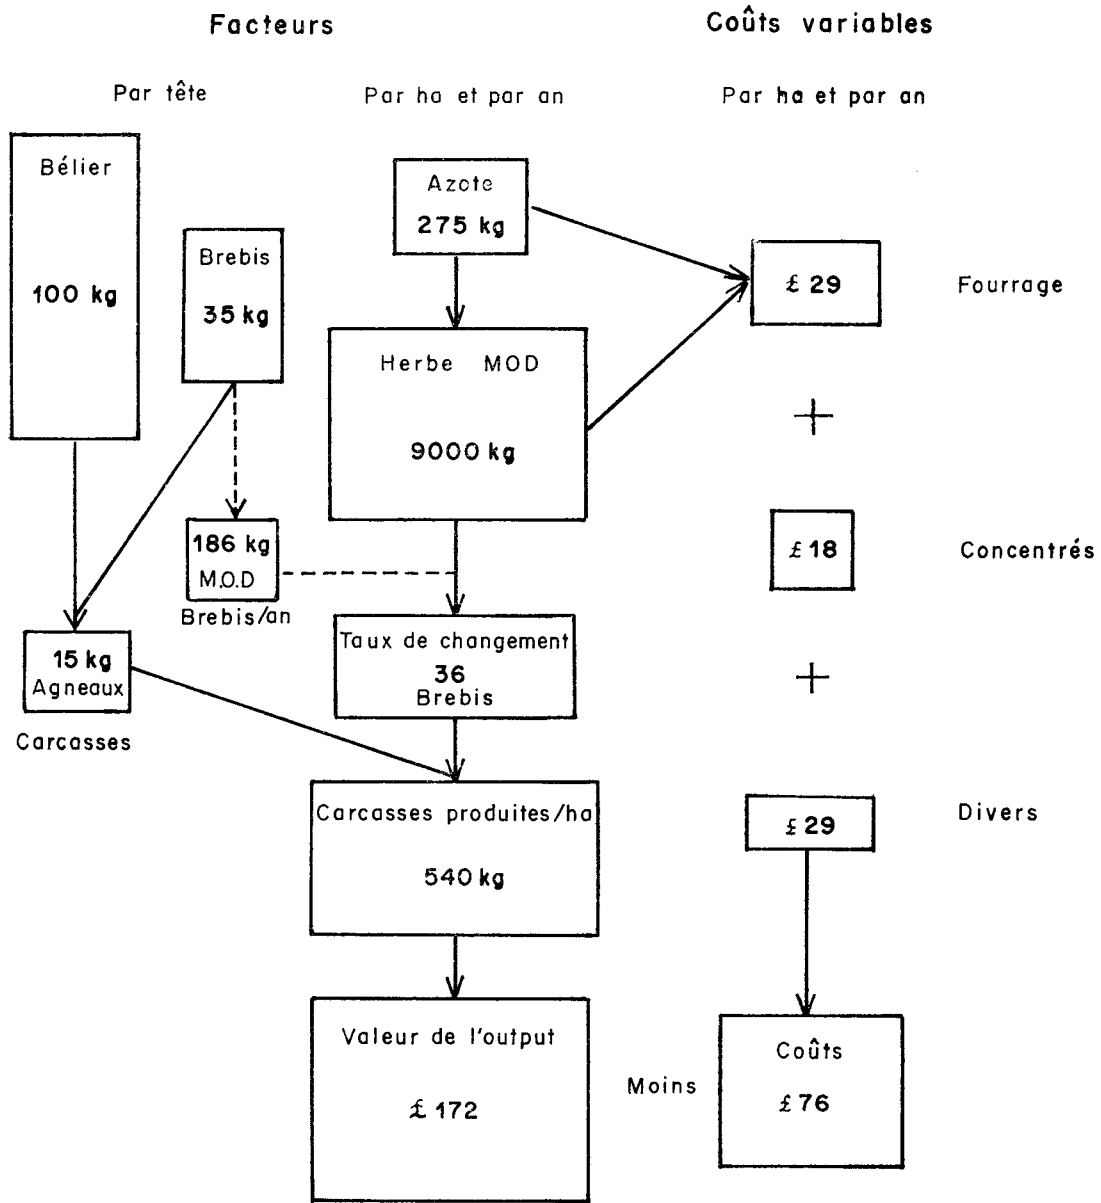 Facteurs
Coûts variables
Par tête
Par ha et par an
Par ha et par an
Bélier
100 kg
Brebis
35 kg
Azote
275 kg
£ 29
Fourrage
Herbe MOD
9000 kg
+
186 kg
M.O.D
Brebis/an
£ 18
Concentrés
15 kg
Agneaux
Carcasses
Taux de changement
36
Brebis
+
Carcasses produites/ha
540 kg
£ 29
Divers
Valeur de l'output
£ 172
Moins
Coûts
£ 76